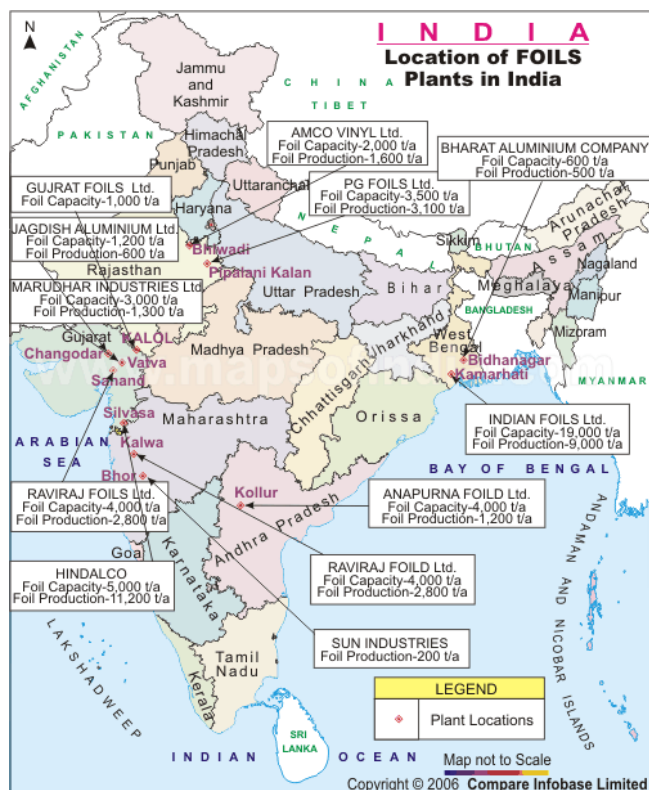 N
I N D I A
Location of FOILS
Plants in India
AFGHANISTAN
PAKISTAN
CHINA
TIBET
Jammu
and Kashmir
Himachal
Pradesh
Punjab
Uttaranchal
Haryana
AMCO VINYL Ltd.
Foil Capacity-2,000 t/a
Foil Production-1,600 t/a
BHARAT ALUMINIUM COMPANY
Foil Capacity-600 t/a
Foil Production-500 t/a
GUJRAT FOILS Ltd.
Foil Capacity-1,000 t/a
PG FOILS Ltd.
Foil Capacity-3,500 t/a
Foil Production-3,100 t/a
JAGDISH ALUMINIUM Ltd.
Foil Capacity-1,200 t/a
Foil Production-600 t/a
MARUDHAR INDUSTRIES Ltd.
Foil Capacity-3,000 t/a
Foil Production-1,300 t/a
NEPAL
Sikkim
BHUTAN
Arunachal
Pradesh
Assam
Nagaland
Meghalaya
Manipur
Mizoram
BANGLADESH
MYANMAR
Bhiwadi
Rajasthan
Pipalani Kalan
Uttar Pradesh
Bihar
Jharkhand
West
Bengal
Bidhanagar
Kamarhati
Gujarat
KALOL
Changodar
Vatva
Sanand
Madhya Pradesh
Chhattisgarh
Orissa
Silvasa
Maharashtra
Kalwa
Bhor
ARABIAN
SEA
INDIAN FOILS Ltd.
Foil Capacity-19,000 t/a
Foil Production-9,000 t/a
BAY OF BENGAL
RAVIRAJ FOILS Ltd.
Foil Capacity-4,000 t/a
Foil Production-2,800 t/a
Kollur
Andhra Pradesh
ANAPURNA FOILD Ltd.
Foil Capacity-4,000 t/a
Foil Production-1,200 t/a
Goa
Karnataka
HINDALCO
Foil Capacity-5,000 t/a
Foil Production-11,200 t/a
RAVIRAJ FOILD Ltd.
Foil Capacity-4,000 t/a
Foil Production-2,800 t/a
SUN INDUSTRIES
Foil Production-200 t/a
ANDAMAN AND NICOBAR ISLANDS
LAKSHADWEEP
Kerala
Tamil
Nadu
SRI
LANKA
INDIAN OCEAN
LEGEND
Plant Locations
Map not to Scale
Copyright © 2006 Compare Infobase Limited